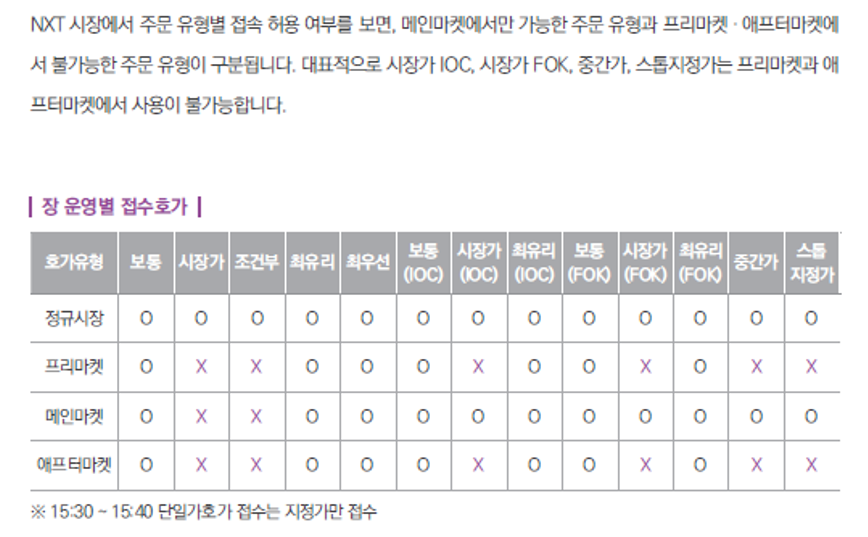 NXT 시장에서 주문 유형별 접속 허용 여부를 보면, 메인마켓에서만 가능한 주문 유형과 프리마켓 · 애프터마켓에
서 불가능한 주문 유형이 구분됩니다. 대표적으로 시장가 IOC, 시장가 FOK, 중간가, 스톱지정가는 프리마켓과 애
프터마켓에서 사용이 불가능합니다.
장 운영별 접수호가
호가유형 보통 시장가 조건부 최유리 최우선 보통 (IOC) 시장가 (IOC) 최유리 (IOC) 보통 (FOK) 시장가 (FOK) 최유리 (FOK) 중간가 스톱 지정가
정규시장 O O O O O O O O O O O O O
프리마켓 O X X O O O X O O X O X X
메인마켓 O X X O O O O O O O O O O
애프터마켓 O X X O O O X O O X O X X
※ 15:30 ~ 15:40 단일가호가 접수는 지정가만 접수